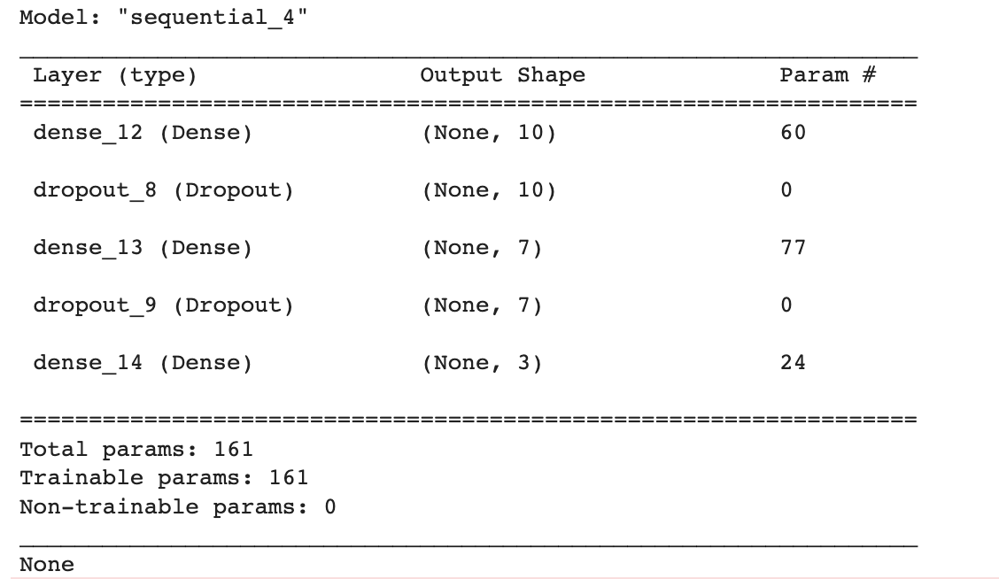 Model: "sequential_4"
_________________________________________________________________
Layer (type) Output Shape Param #
=================================================================
dense_12 (Dense) (None, 10) 60
dropout_8 (Dropout) (None, 10) 0
dense_13 (Dense) (None, 7) 77
dropout_9 (Dropout) (None, 7) 0
dense_14 (Dense) (None, 3) 24
=================================================================
Total params: 161
Trainable params: 161
Non-trainable params: 0
_________________________________________________________________
None